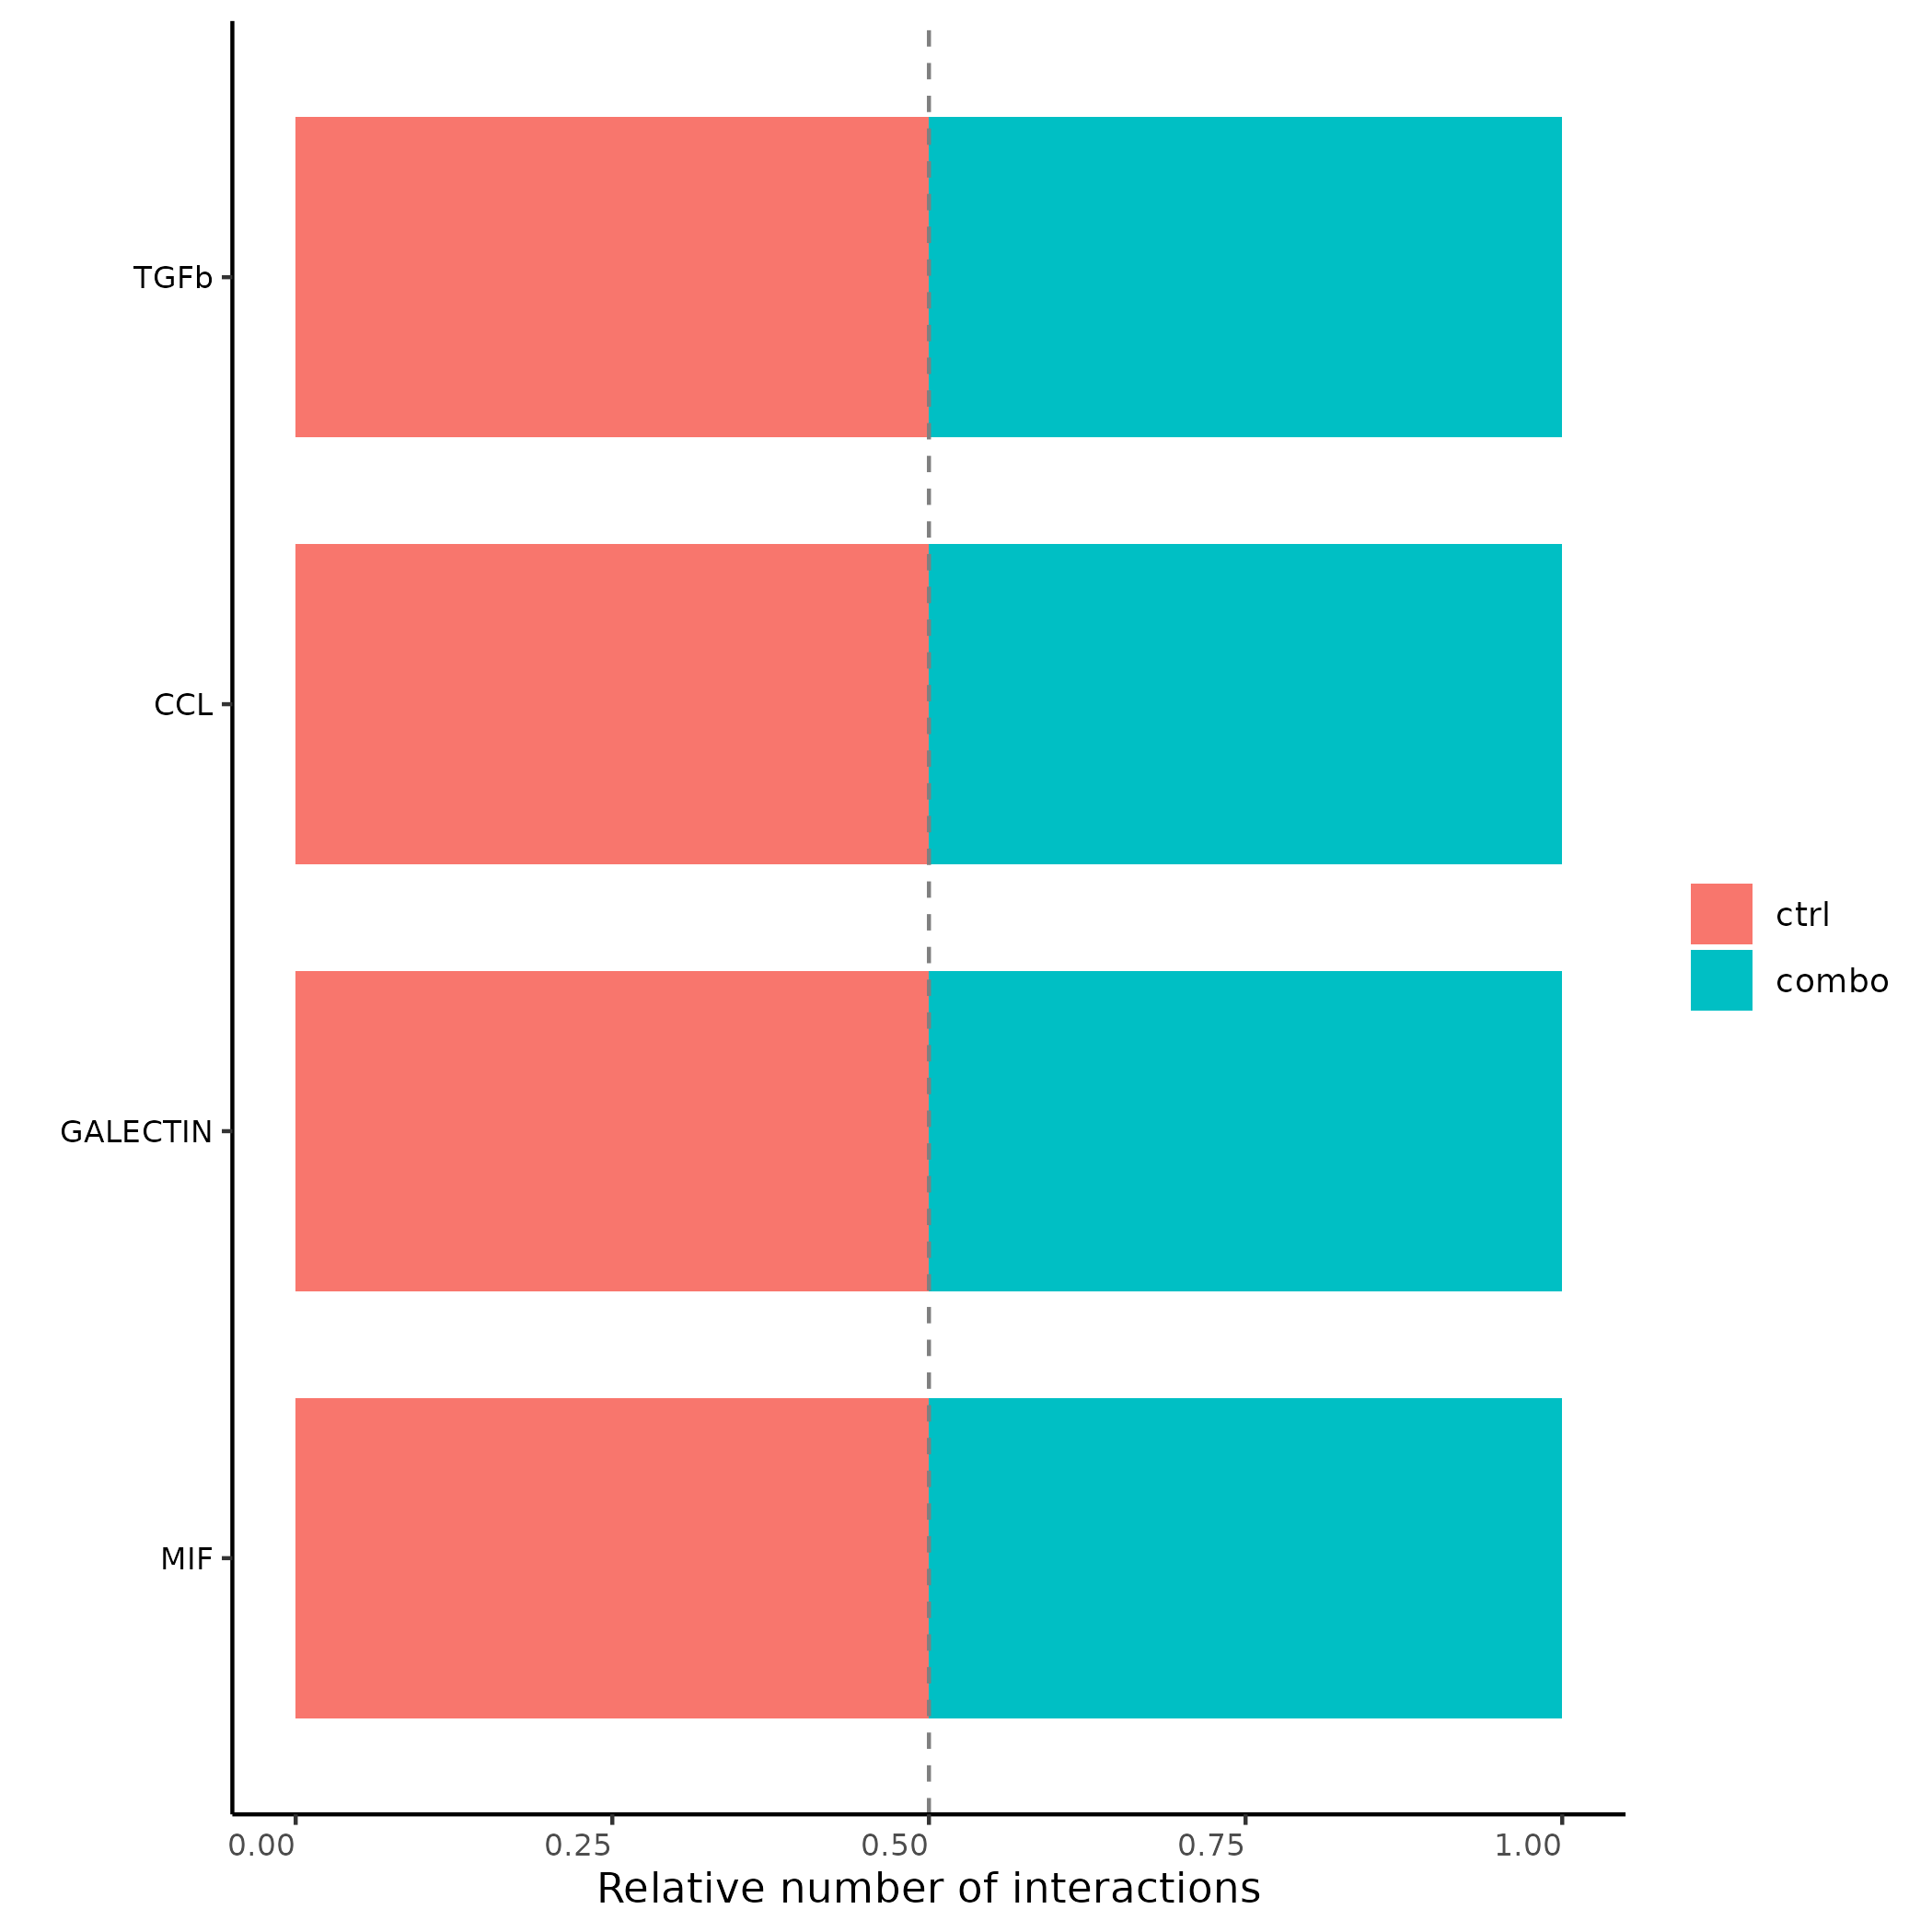 TGFb
CCL
GALECTIN
MIF
ctrl
combo
0.00 0.25 0.50 0.75 1.00
Relative number of interactions